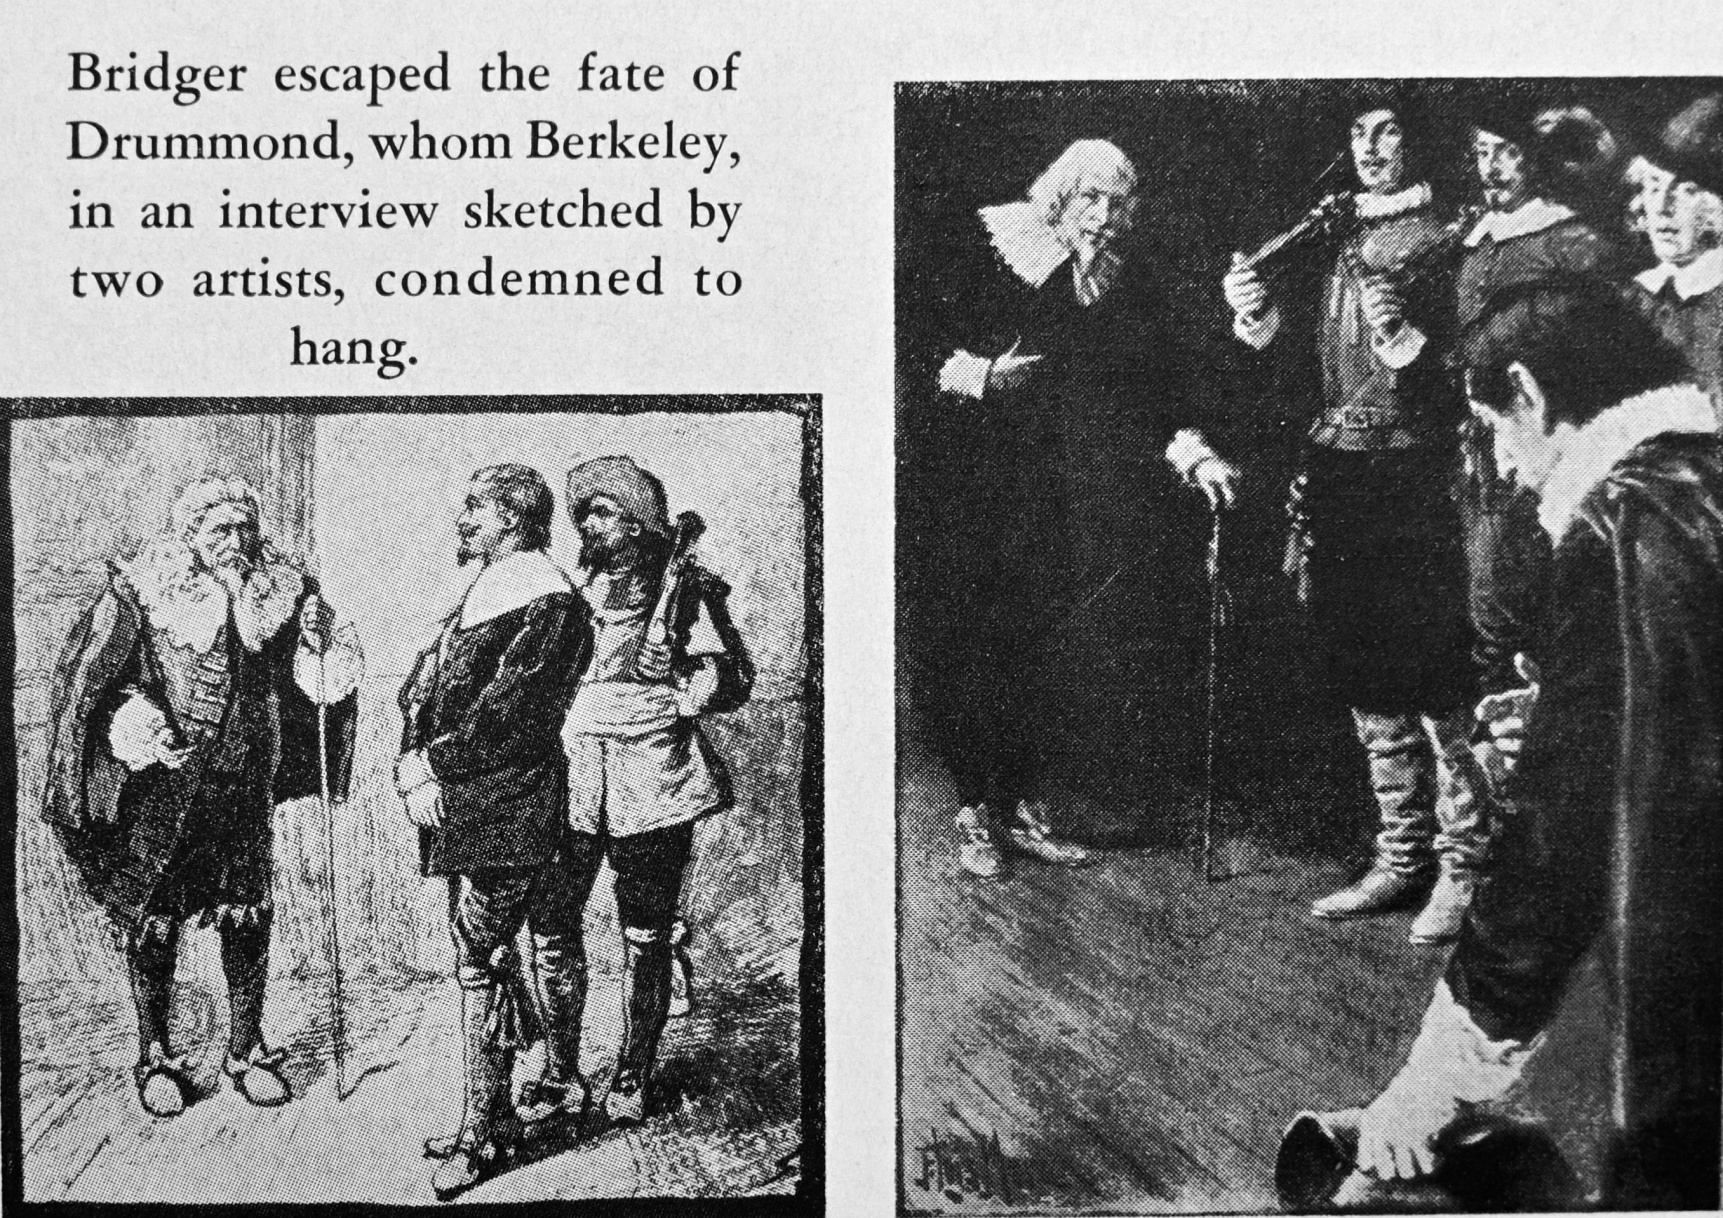 Bridger escaped the fate of
Drummond, whom Berkeley,
in an interview sketched by
two artists, condemned to
hang.